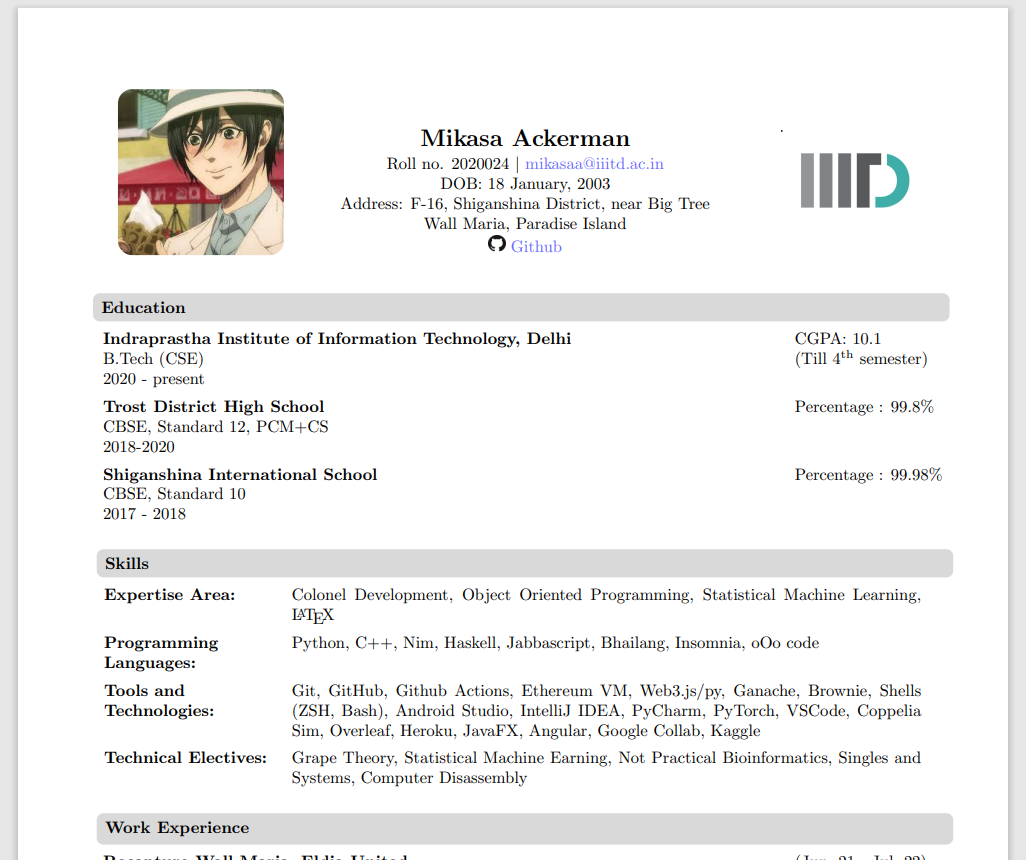 Mikasa Ackerman
Roll no. 2020024 | mikasaa@iiitd.ac.in
DOB: 18 January, 2003
Address: F-16, Shiganshina District, near Big Tree
Wall Maria, Paradise Island
Github
IIITD
Education
Indraprastha Institute of Information Technology, Delhi CGPA: 10.1
B.Tech (CSE) (Till 4th semester)
2020 - present
Trost District High School Percentage : 99.8%
CBSE, Standard 12, PCM+CS
2018-2020
Shiganshina International School Percentage : 99.98%
CBSE, Standard 10
2017 - 2018
Skills
Expertise Area: Colonel Development, Object Oriented Programming, Statistical Machine Learning,
LATEX
Programming Python, C++, Nim, Haskell, Jabbascript, Bhailang, Insomnia, oOo code
Languages:
Tools and Git, GitHub, Github Actions, Ethereum VM, Web3.js/py, Ganache, Brownie, Shells
Technologies: (ZSH, Bash), Android Studio, IntelliJ IDEA, PyCharm, PyTorch, VSCode, Coppelia
Sim, Overleaf, Heroku, JavaFX, Angular, Google Collab, Kaggle
Technical Electives: Grape Theory, Statistical Machine Earning, Not Practical Bioinformatics, Singles and
Systems, Computer Disassembly
Work Experience